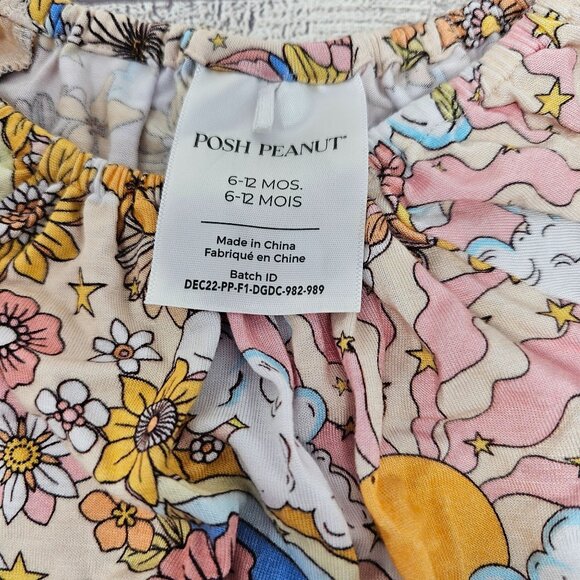 POSH PEANUT
6-12 MOS.
6-12 MOIS
Made in China
Fabriqué en Chine
Batch ID
DEC22-PP-F1-DGDC-982-989